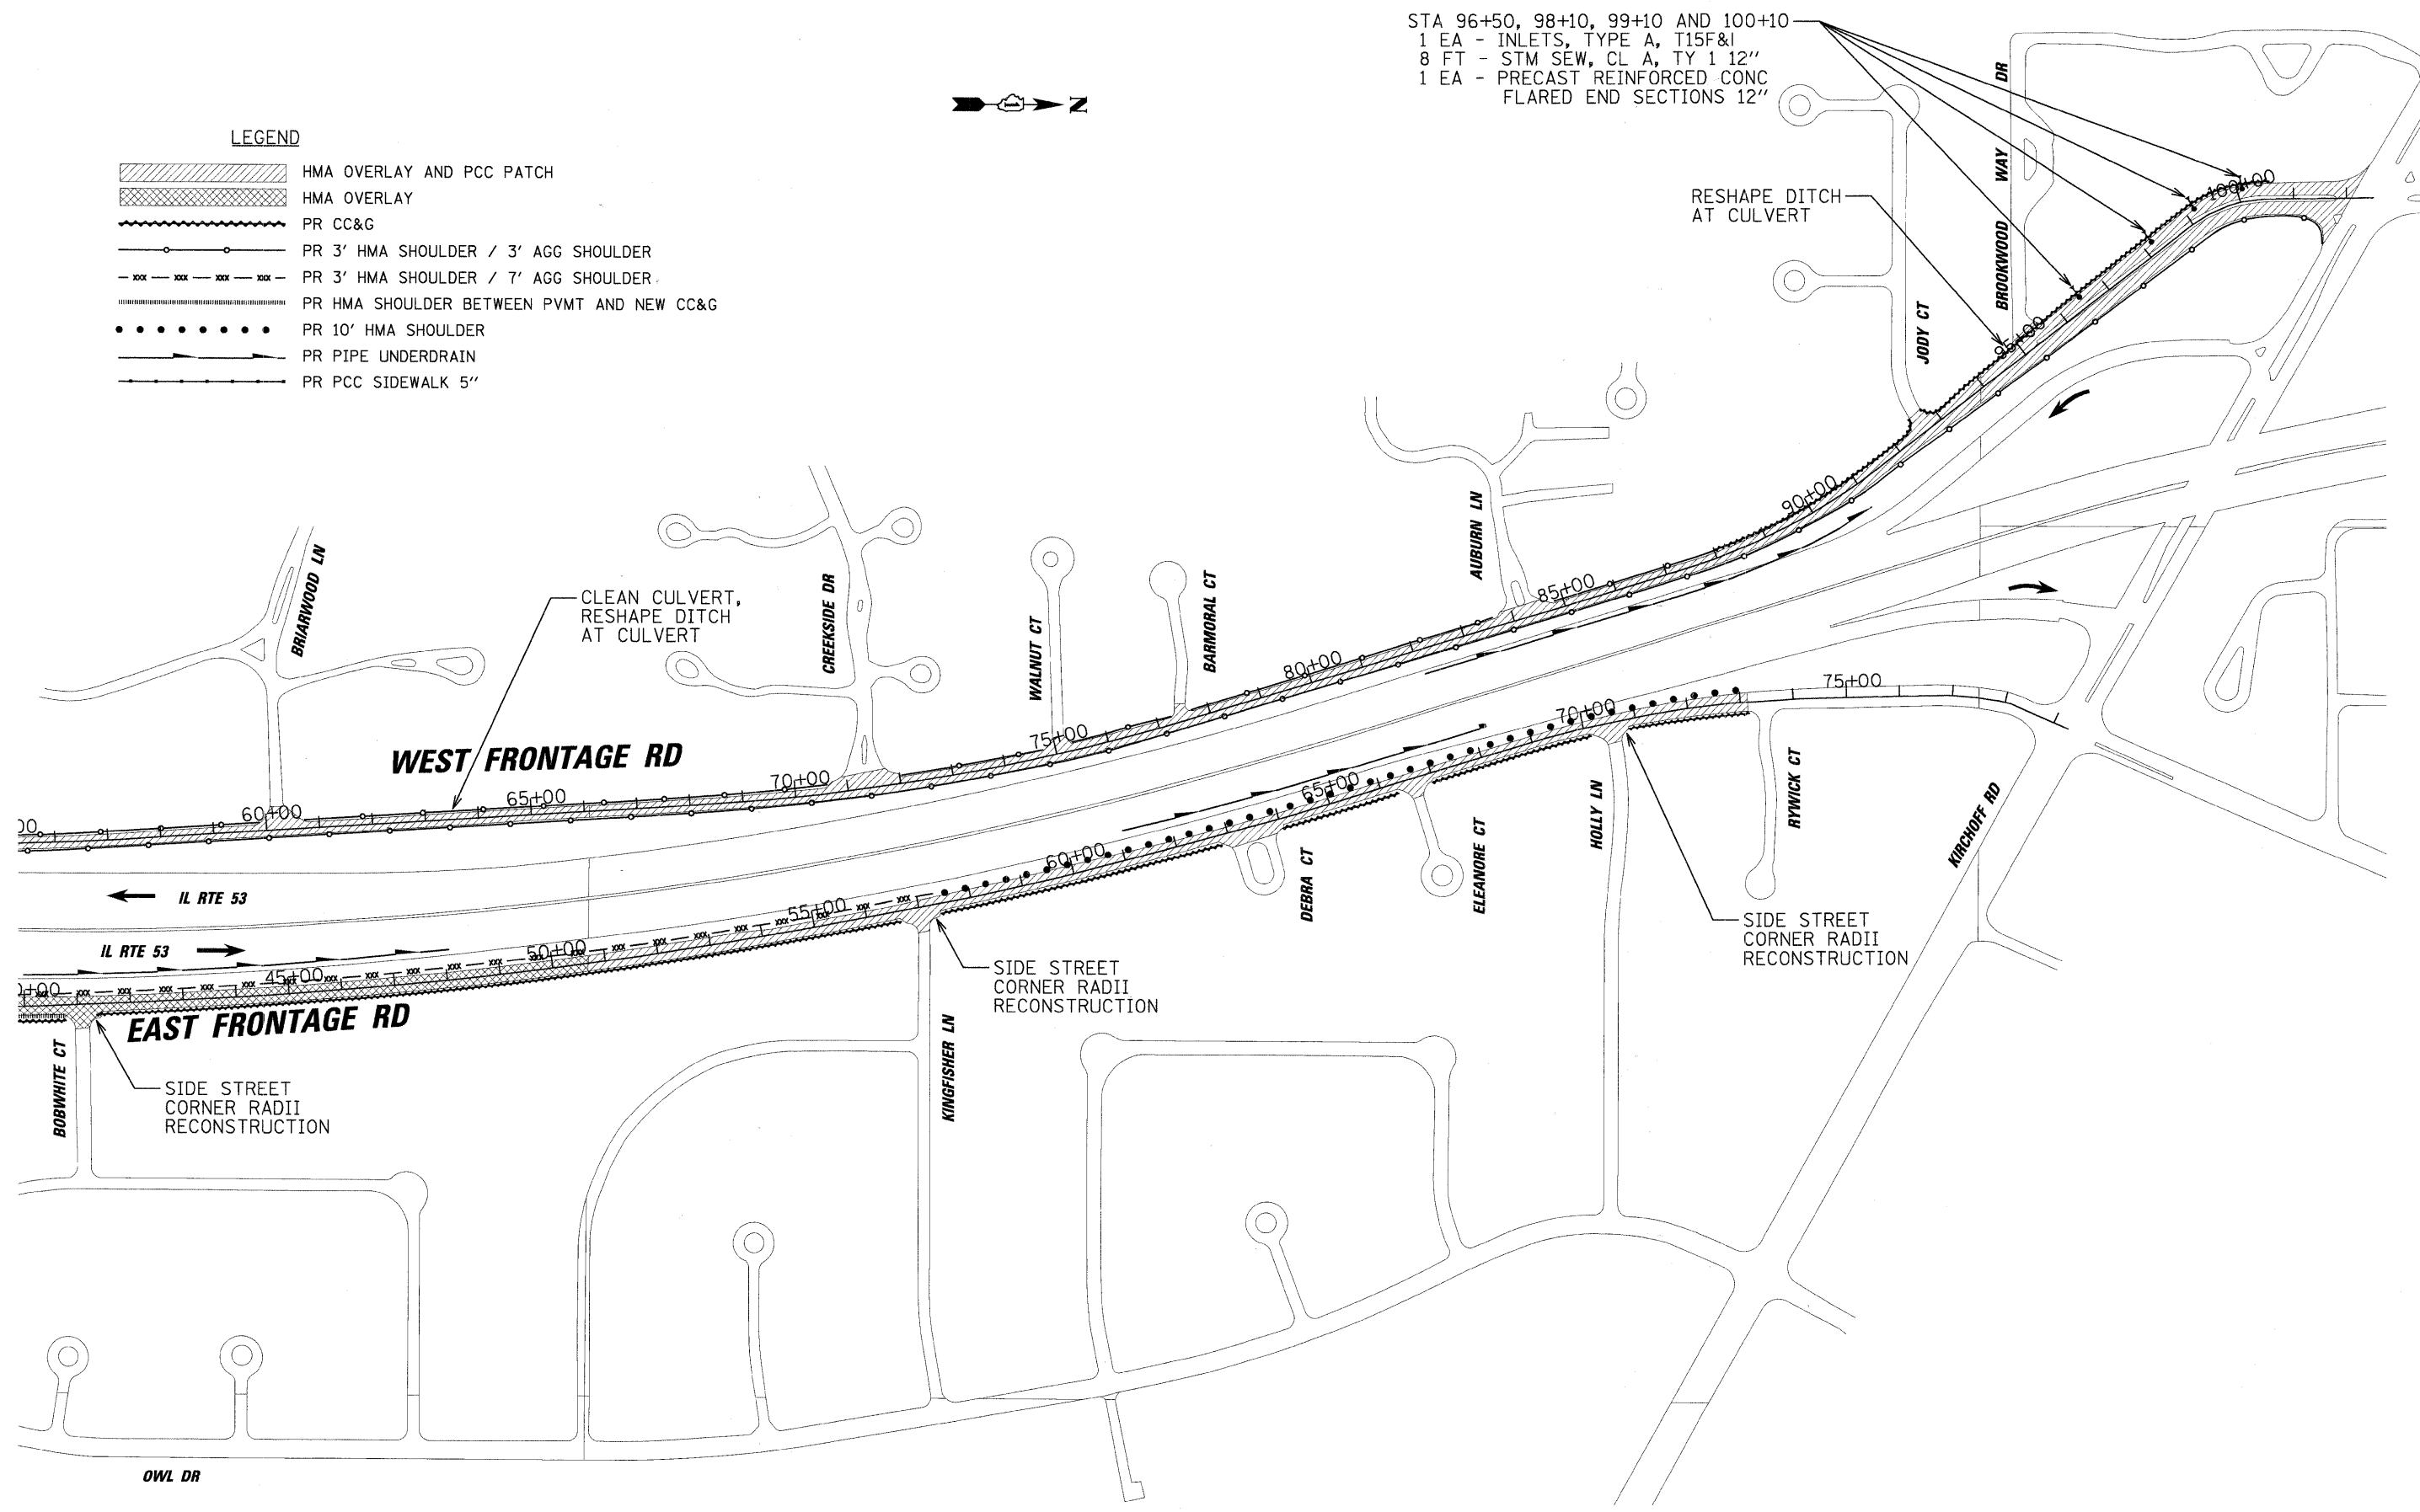 STA 96+50, 98+10, 99+10 AND 100+10
1 EA - INLETS, TYPE A, T15F&I
8 FT - STM SEW, CL A, TY 1 12"
1 EA - PRECAST REINFORCED CONC
FLARED END SECTIONS 12"
N
LEGEND
HMA OVERLAY AND PCC PATCH
HMA OVERLAY
PR CC&G
PR 3' HMA SHOULDER / 3' AGG SHOULDER
PR 3' HMA SHOULDER / 7' AGG SHOULDER
PR HMA SHOULDER BETWEEN PVMT AND NEW CC&G
PR 10' HMA SHOULDER
PR PIPE UNDERDRAIN
PR PCC SIDEWALK 5"
RESHAPE DITCH
AT CULVERT
BROOKWOOD WAY DR
100+00
95+00
JODY CT
90+00
AUBURN LN
85+00
BRIARWOOD LN
CLEAN CULVERT,
RESHAPE DITCH
AT CULVERT
CREEKSIDE DR
WALNUT CT
BARMORAL CT
80+00
75+00
70+00
65+00
60+00
WEST FRONTAGE RD
75+00
70+00
65+00
60+00
55+00
50+00
45+00
IL RTE 53
IL RTE 53
EAST FRONTAGE RD
RYWICK CT
KIRCHOFF RD
HOLLY LN
ELEANORE CT
DEBRA CT
SIDE STREET
CORNER RADII
RECONSTRUCTION
SIDE STREET
CORNER RADII
RECONSTRUCTION
KINGFISHER LN
BOBWHITE CT
SIDE STREET
CORNER RADII
RECONSTRUCTION
OWL DR